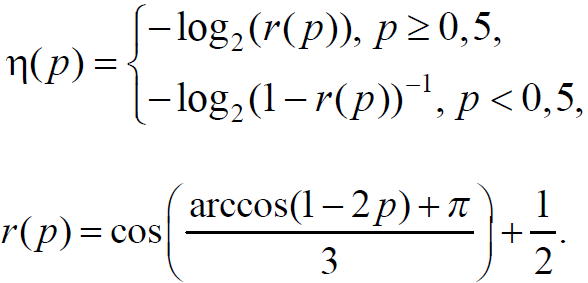 η(p) = { −log₂(r(p)), p ≥ 0,5,
−log₂(1 − r(p))⁻¹, p < 0,5,
r(p) = cos( (arccos(1 − 2p) + π) / 3 ) + 1/2.